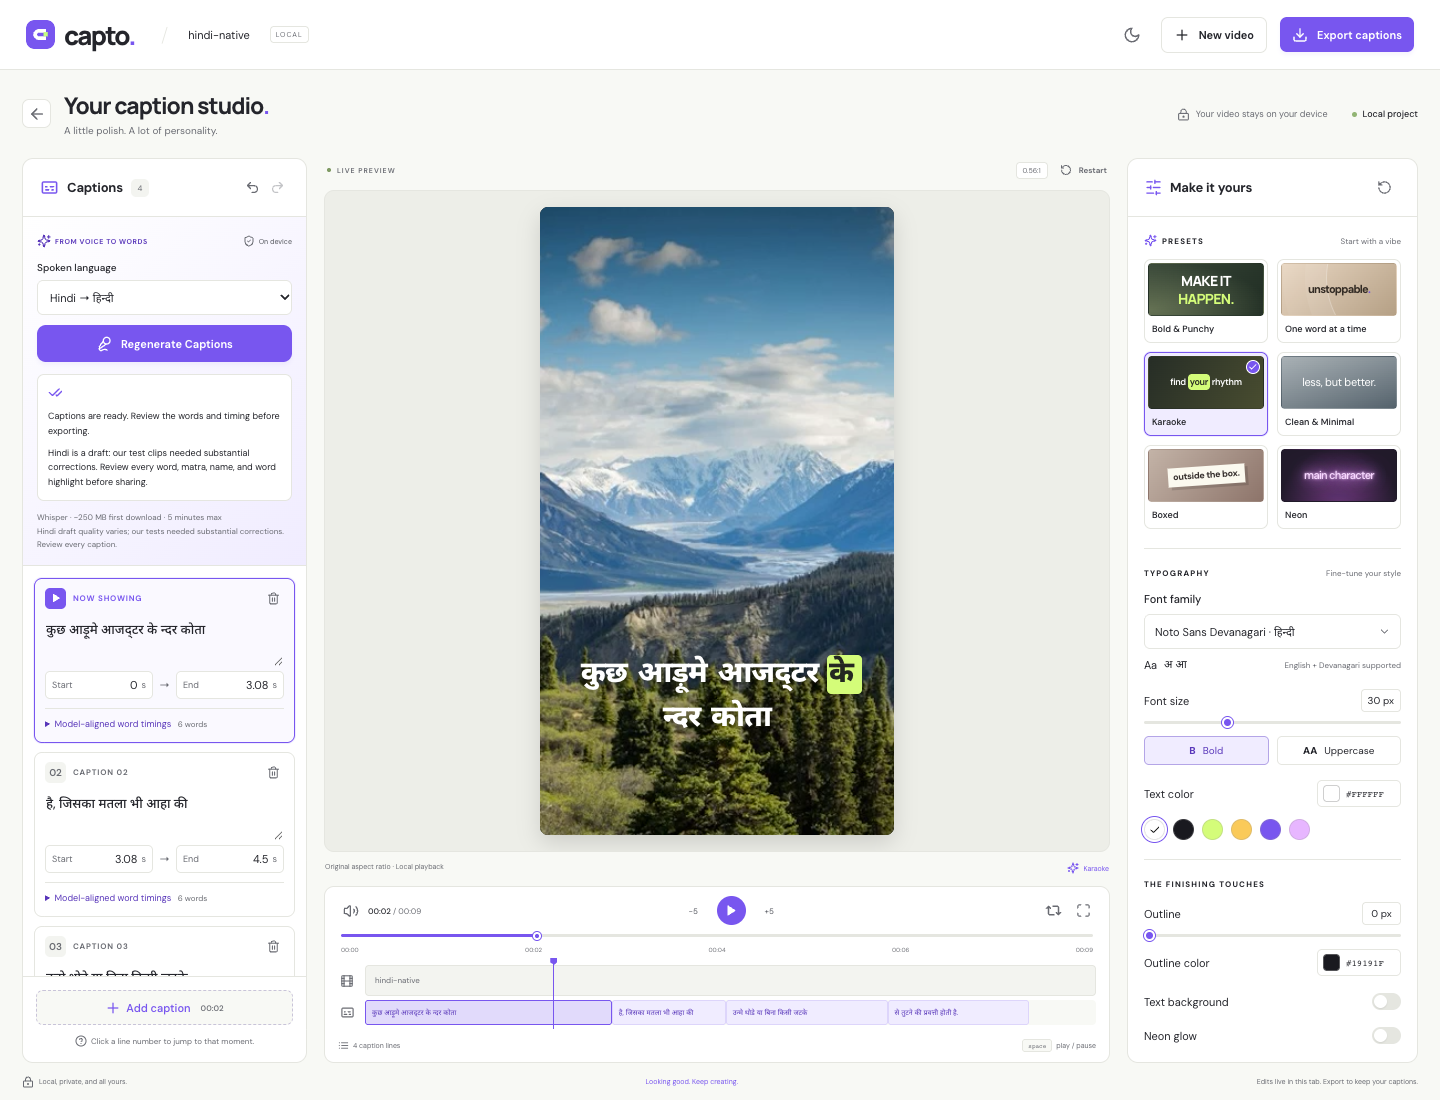 capto.
hindi-native
LOCAL
New video
Export captions
Your caption studio.
A little polish. A lot of personality.
Your video stays on your device
Local project
Captions 4
FROM VOICE TO WORDS
On device
Spoken language
Hindi → हिन्दी
Regenerate Captions
Captions are ready. Review the words and timing before
exporting.
Hindi is a draft: our test clips needed substantial
corrections. Review every word, matra, name, and word
highlight before sharing.
Whisper · ~250 MB first download · 5 minutes max
Hindi draft quality varies; our tests needed substantial corrections.
Review every caption.
NOW SHOWING
कुछ आडूमे आजद्टर के न्दर कोता
Start 0 s → End 3.08 s
Model-aligned word timings 6 words
02 CAPTION 02
है, जिसका मतला भी आहा की
Start 3.08 s → End 4.5 s
Model-aligned word timings 6 words
03 CAPTION 03
Add caption 00:02
Click a line number to jump to that moment.
LIVE PREVIEW
0.56:1
Restart
कुछ आडूमे आजद्टर के
न्दर कोता
Original aspect ratio · Local playback
Karaoke
00:02 / 00:09
-5
+5
00:00 00:02 00:04 00:06 00:09
hindi-native
कुछ आडूमे आजद्टर के न्दर कोता
है, जिसका मतला भी आहा की
उन्मे थोडे या बिना किसी जटके
से तुटने की प्रमत्ती होती है.
4 caption lines
space play / pause
Make it yours
PRESETS
Start with a vibe
MAKE IT
HAPPEN.
Bold & Punchy
unstoppable.
One word at a time
find your rhythm
Karaoke
less, but better.
Clean & Minimal
outside the box.
Boxed
main character
Neon
TYPOGRAPHY
Fine-tune your style
Font family
Noto Sans Devanagari · हिन्दी
Aa अ आ
English + Devanagari supported
Font size
30 px
B Bold
AA Uppercase
Text color
#FFFFFF
THE FINISHING TOUCHES
Outline
0 px
Outline color
#19191F
Text background
Neon glow
Local, private, and all yours.
Looking good. Keep creating.
Edits live in this tab. Export to keep your captions.